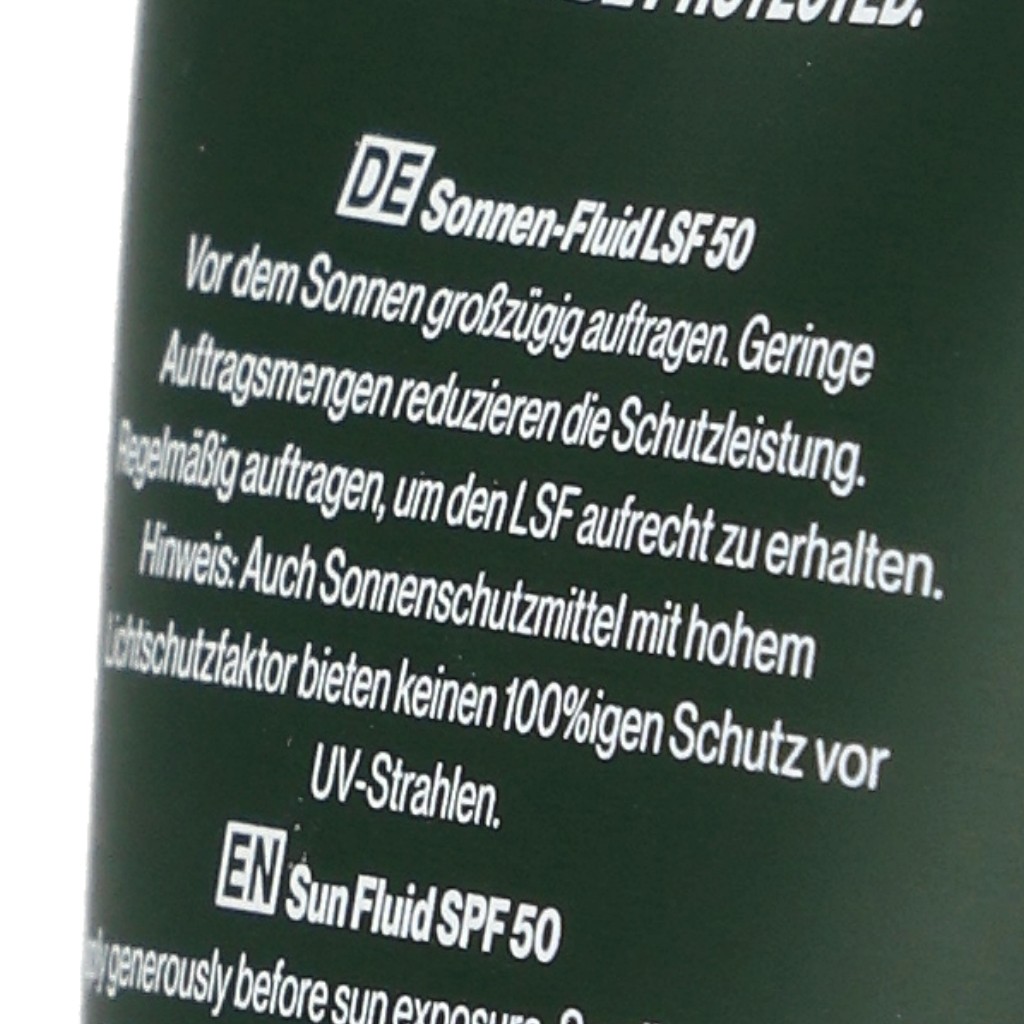 PROTECTED.
DE Sonnen-Fluid LSF 50
Vor dem Sonnen großzügig auftragen. Geringe
Auftragsmengen reduzieren die Schutzleistung.
Regelmäßig auftragen, um den LSF aufrecht zu erhalten.
Hinweis: Auch Sonnenschutzmittel mit hohem
Lichtschutzfaktor bieten keinen 100%igen Schutz vor
UV-Strahlen.
EN Sun Fluid SPF 50
generously before sun exposure.